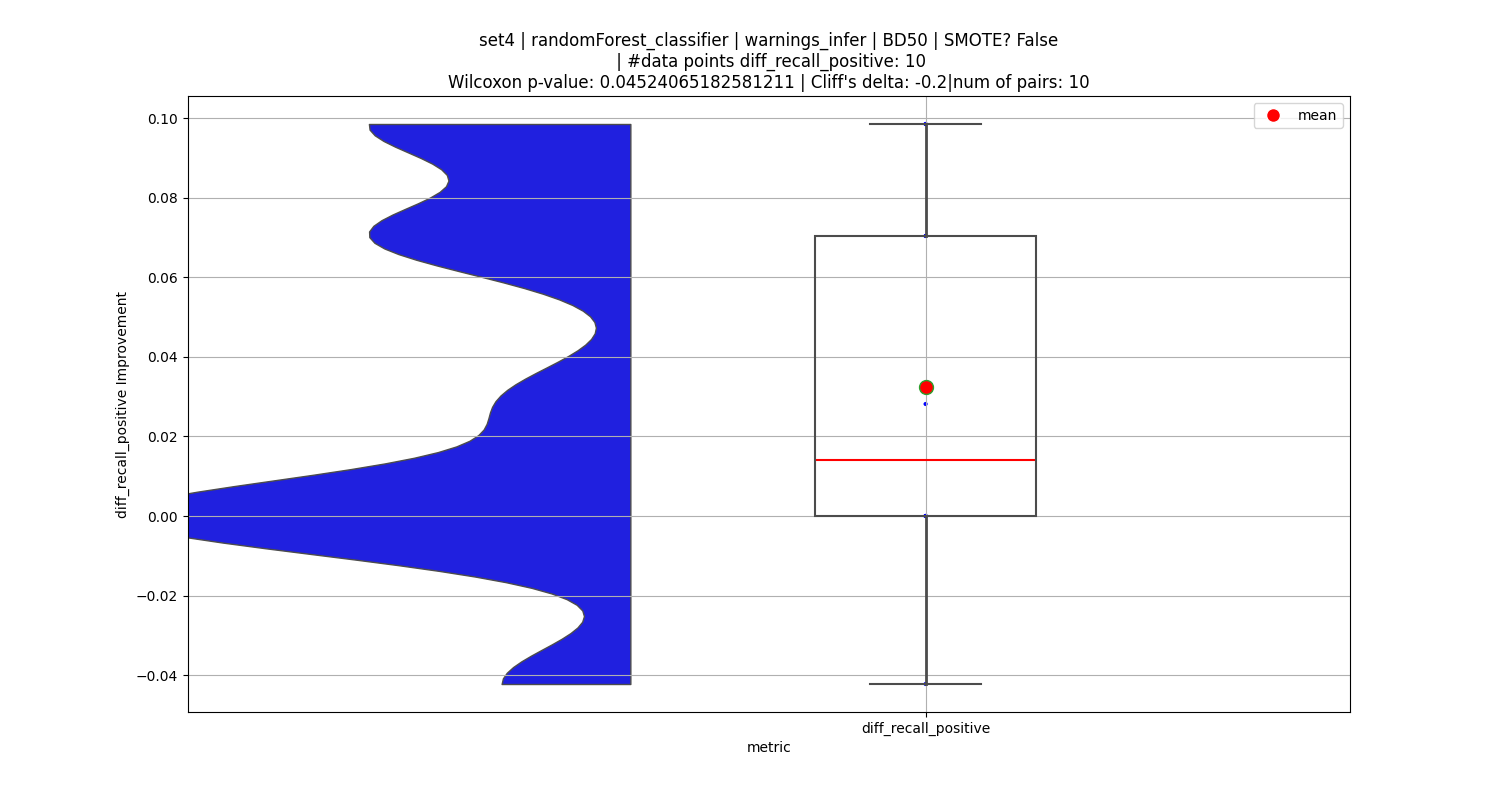 set4 | randomForest_classifier | warnings_infer | BD50 | SMOTE? False
| #data points diff_recall_positive: 10
Wilcoxon p-value: 0.04524065182581211 | Cliff's delta: -0.2|num of pairs: 10
mean
0.10
0.08
0.06
0.04
0.02
0.00
−0.02
−0.04
diff_recall_positive Improvement
diff_recall_positive
metric